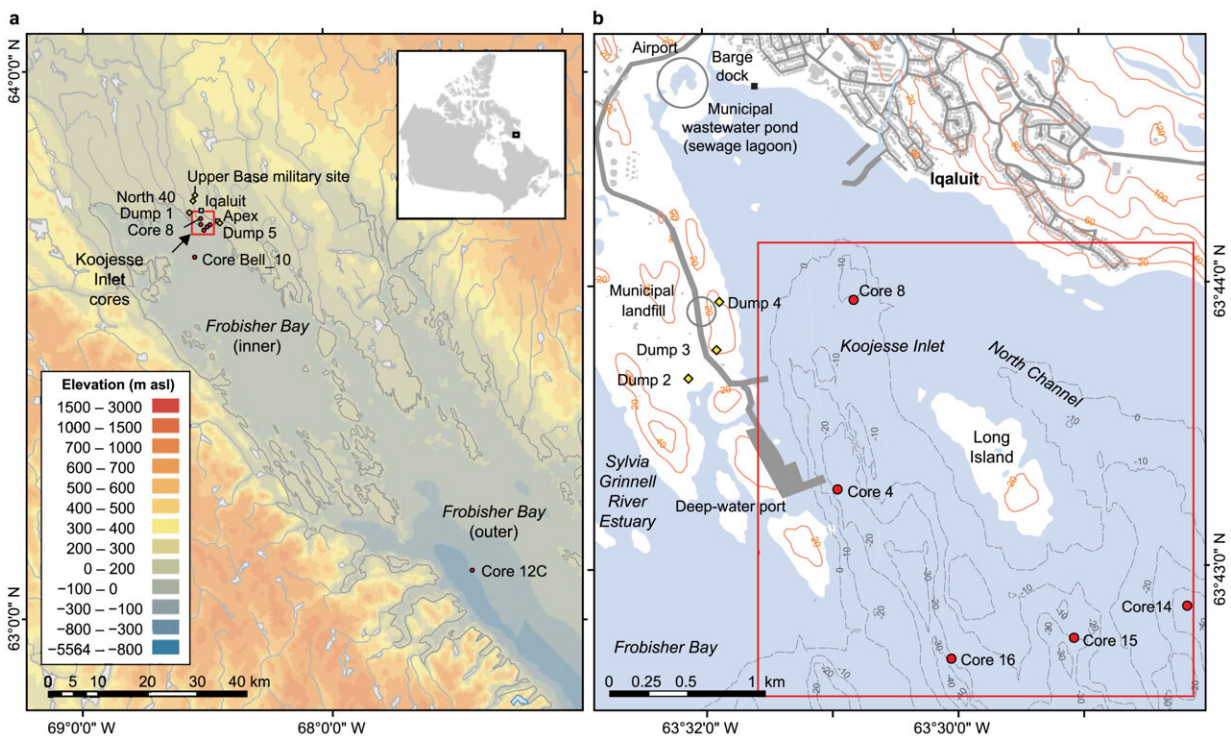 a
64°0'0" N
63°0'0" N
69°0'0" W
68°0'0" W
Upper Base military site
North 40
Iqaluit
Dump 1
Apex
Core 8
Dump 5
Koojesse
Inlet
cores
Core Bell_10
Frobisher Bay
(inner)
Frobisher Bay
(outer)
Core 12C
Elevation (m asl)
1500 – 3000
1000 – 1500
700 – 1000
600 – 700
500 – 600
400 – 500
300 – 400
200 – 300
0 – 200
−100 – 0
−300 – −100
−800 – −300
−5564 – −800
0 5 10 20 30 40 km
b
Airport
Barge
dock
Municipal
wastewater pond
(sewage lagoon)
Iqaluit
63°44'0" N
63°43'0" N
Municipal
landfill
Dump 4
Dump 3
Dump 2
Core 8
Koojesse Inlet
North Channel
Long
Island
Sylvia
Grinnell
River
Estuary
Deep-water port
Core 4
Core14
Core 15
Core 16
Frobisher Bay
0 0.25 0.5 1 km
63°32'0" W
63°30'0" W